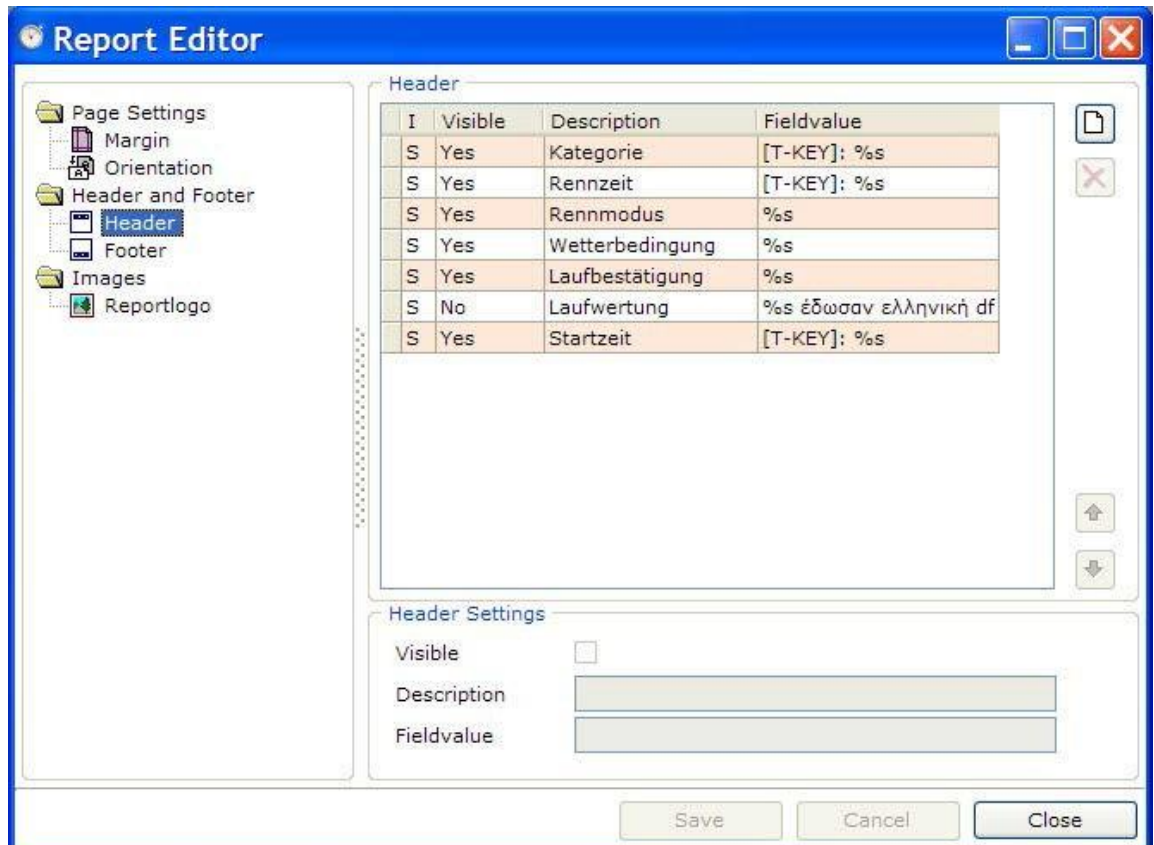 Report Editor
Page Settings
Margin
Orientation
Header and Footer
Header
Footer
Images
Reportlogo
Header
I Visible Description Fieldvalue
S Yes Kategorie [T-KEY]: %s
S Yes Rennzeit [T-KEY]: %s
S Yes Rennmodus %s
S Yes Wetterbedingung %s
S Yes Laufbestätigung %s
S No Laufwertung %s έδωσαν ελληνική df
S Yes Startzeit [T-KEY]: %s
Header Settings
Visible
Description
Fieldvalue
Save Cancel Close